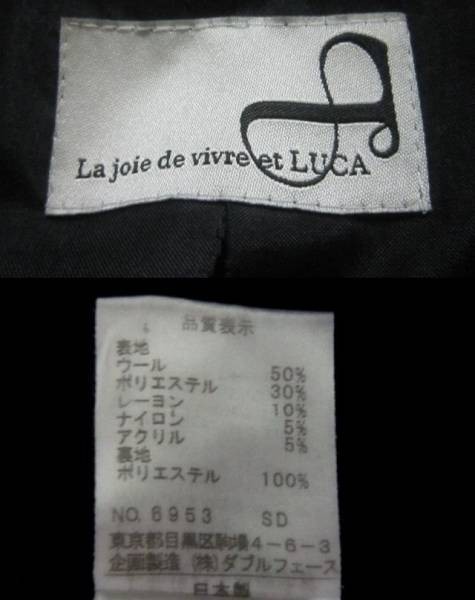 La joie de vivre et LUCA
品質表示
表地
ウール 50%
ポリエステル 30%
レーヨン 10%
ナイロン 5%
アクリル 5%
裏地
ポリエステル 100%
NO. 6953 SD
東京都目黒区駒場4-6-3
企画製造 (株)ダブルフェース
日本製